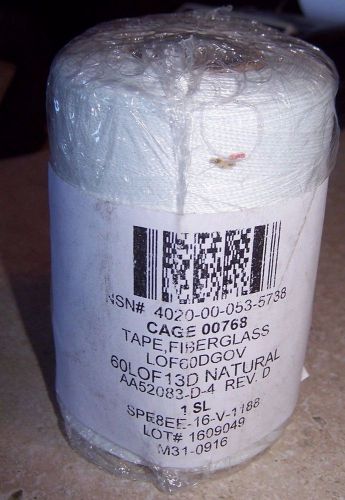 NSN# 4020-00-053-5738
CAGE 00768
TAPE,FIBERGLASS
LOF60DGOV
60LOF13D NATURAL
AA52083-D-4 REV. D
1 SL
SPE8EE-16-V-1188
LOT# 1609049
M31-0916